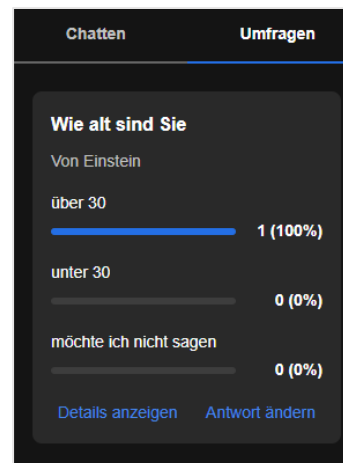 Chatten Umfragen
Wie alt sind Sie
Von Einstein
über 30
1 (100%)
unter 30
0 (0%)
möchte ich nicht sagen
0 (0%)
Details anzeigen Antwort ändern